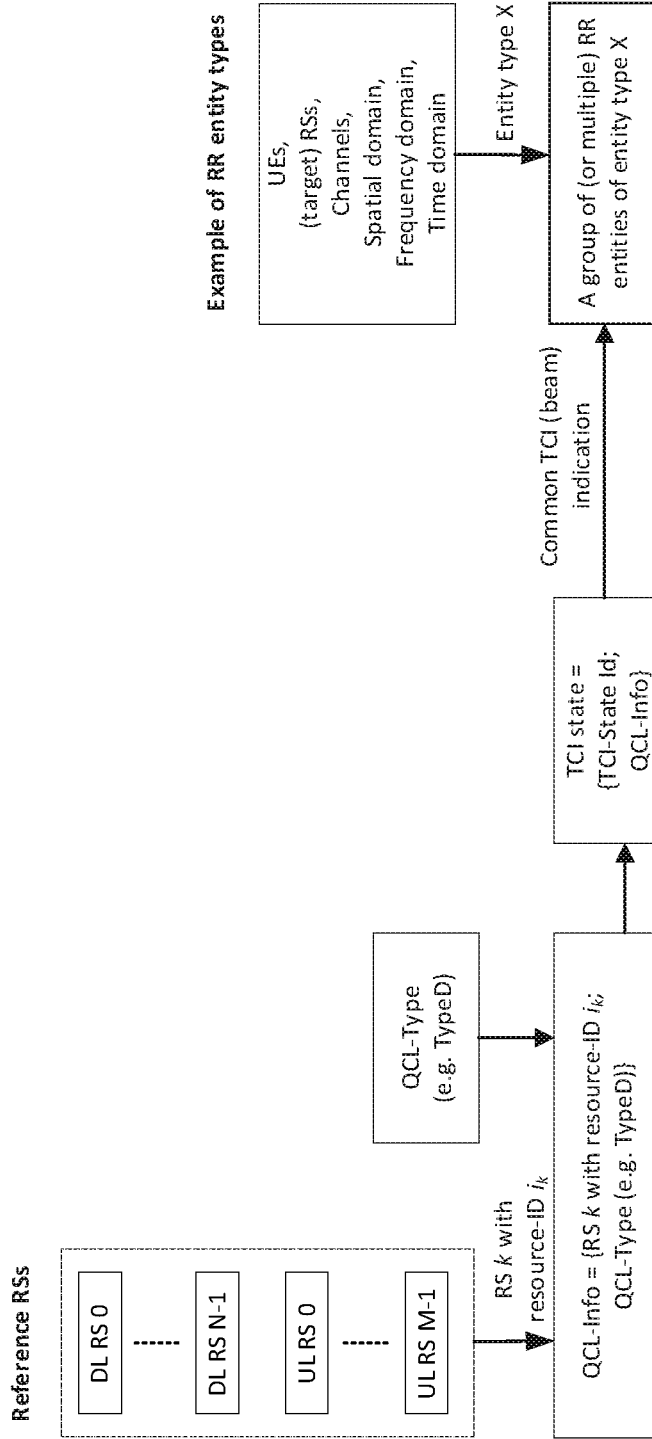 Reference RSs
DL RS 0
DL RS N-1
UL RS 0
UL RS M-1
RS k with
resource-ID iₖ
QCL-Type
(e.g. TypeD)
QCL-Info = {RS k with resource-ID iₖ;
QCL-Type (e.g. TypeD)}
TCI state =
{TCI-State Id;
QCL-Info}
Common TCI (beam)
indication
Example of RR entity types
UEs,
(target) RSs,
Channels,
Spatial domain,
Frequency domain,
Time domain
Entity type X
A group of (or multiple) RR
entities of entity type X